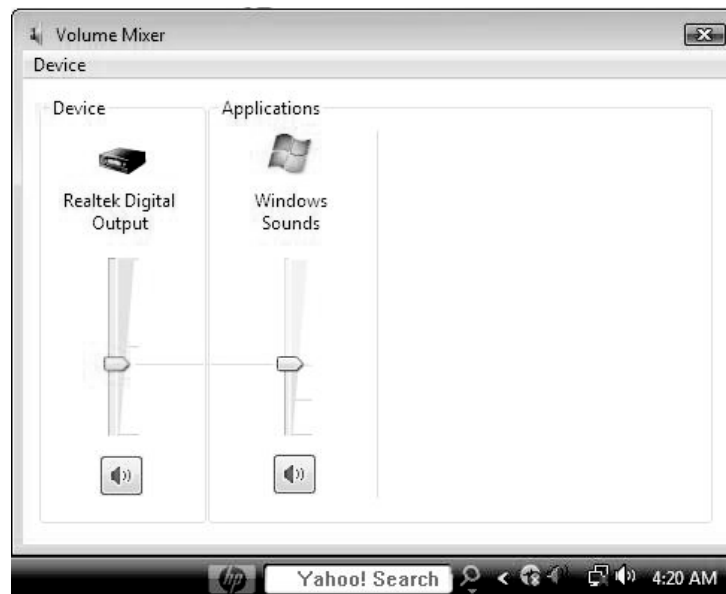 Volume Mixer
Device
Device
Applications
Realtek Digital
Output
Windows
Sounds
hp
Yahoo! Search
<
4:20 AM